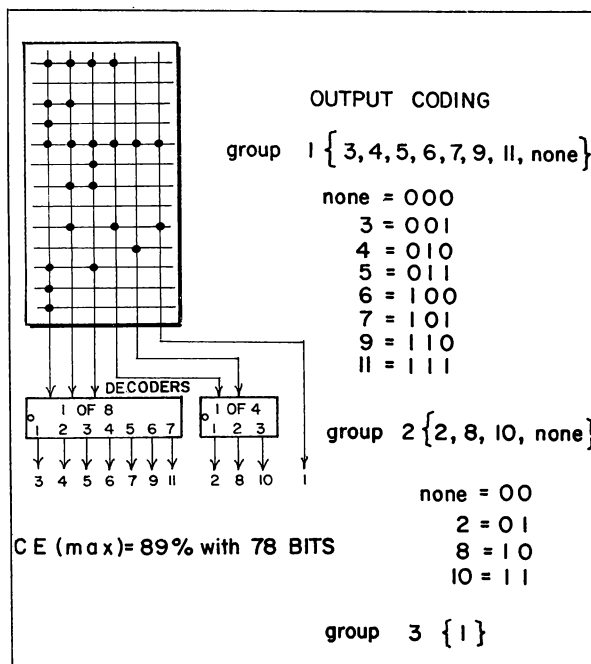 OUTPUT CODING
group 1 { 3, 4, 5, 6, 7, 9, 11, none}
none = 000
3 = 001
4 = 010
5 = 011
6 = 100
7 = 101
9 = 110
11 = 111
DECODERS
1 OF 8
1 OF 4
1 2 3 4 5 6 7
1 2 3
3 4 5 6 7 9 11
2 8 10
1
group 2 {2, 8, 10, none}
none = 00
2 = 01
8 = 10
10 = 11
CE (max)= 89% with 78 BITS
group 3 {1}